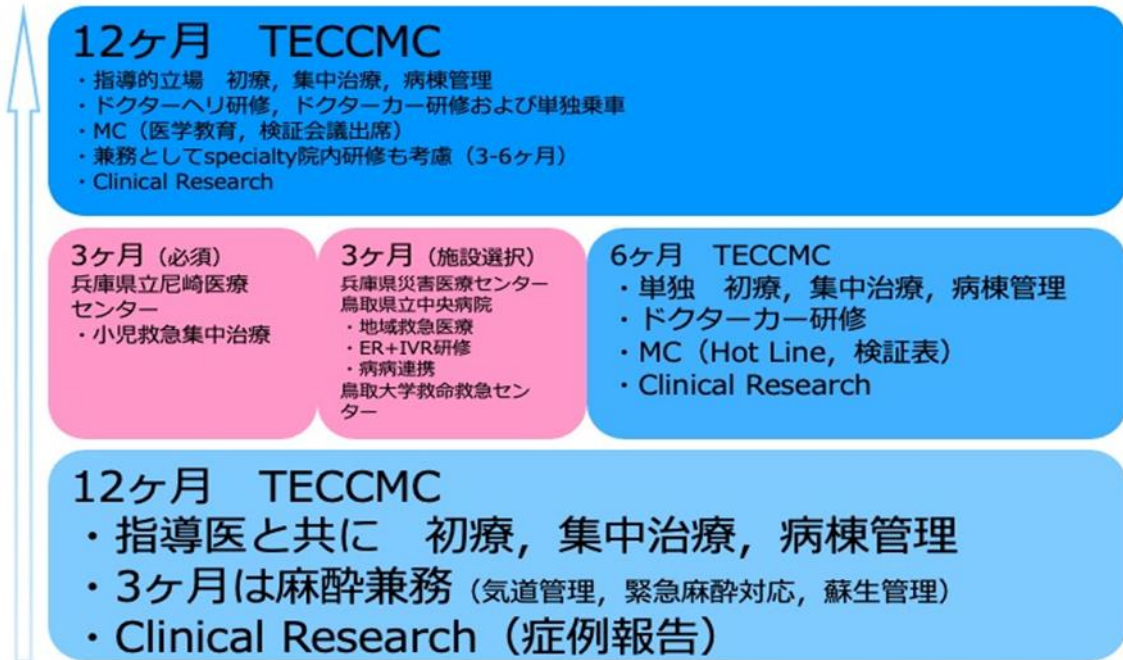 12ヶ月　TECCMC
・指導的立場　初療，集中治療，病棟管理
・ドクターヘリ研修，ドクターカー研修および単独乗車
・MC（医学教育，検証会議出席）
・兼務としてspecialty院内研修も考慮（3-6ヶ月）
・Clinical Research
3ヶ月（必須）
兵庫県立尼崎医療
センター
・小児救急集中治療
3ヶ月（施設選択）
兵庫県災害医療センター
鳥取県立中央病院
・地域救急医療
・ER+IVR研修
・病病連携
鳥取大学救命救急セン
ター
6ヶ月　TECCMC
・単独　初療，集中治療，病棟管理
・ドクターカー研修
・MC（Hot Line，検証表）
・Clinical Research
12ヶ月　TECCMC
・指導医と共に　初療，集中治療，病棟管理
・3ヶ月は麻酔兼務（気道管理，緊急麻酔対応，蘇生管理）
・Clinical Research（症例報告）